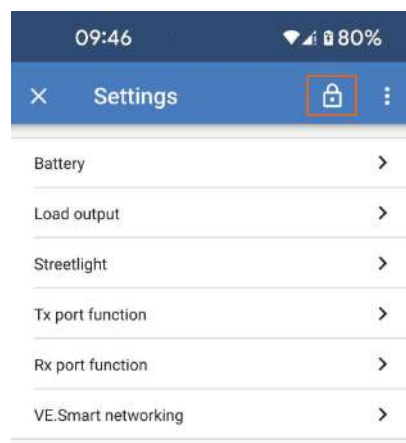 09:46 80%
Settings
Battery
Load output
Streetlight
Tx port function
Rx port function
VE.Smart networking